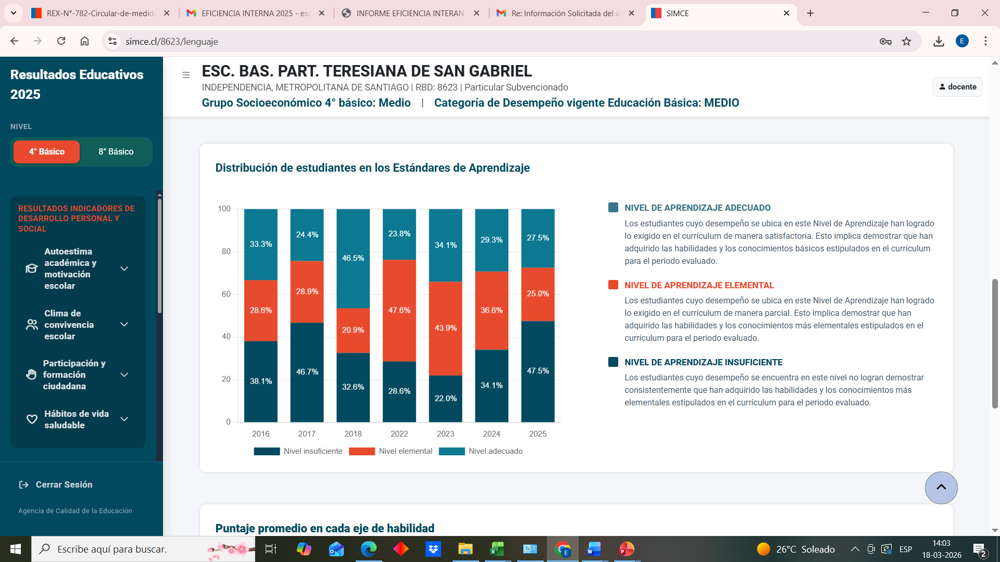 REX-N°-782-Circular-de-medida
EFICIENCIA INTERNA 2025 - esc
INFORME EFICIENCIA INTERAN
Re: Información Solicitada del a
SIMCE
simce.cl/8623/lenguaje
E
Resultados Educativos
2025
NIVEL
4° Básico
8° Básico
RESULTADOS INDICADORES DE
DESARROLLO PERSONAL Y
SOCIAL
Autoestima
académica y
motivación
escolar
Clima de
convivencia
escolar
Participación y
formación
ciudadana
Hábitos de vida
saludable
Cerrar Sesión
Agencia de Calidad de la Educación
ESC. BAS. PART. TERESIANA DE SAN GABRIEL
INDEPENDENCIA, METROPOLITANA DE SANTIAGO | RBD: 8623 | Particular Subvencionado
Grupo Socioeconómico 4° básico: Medio | Categoría de Desempeño vigente Educación Básica: MEDIO
docente
Distribución de estudiantes en los Estándares de Aprendizaje
100
80
60
40
20
0
33.3% 24.4% 46.5% 23.8% 34.1% 29.3% 27.5%
28.6% 28.9% 20.9% 47.6% 43.9% 36.6% 25.0%
38.1% 46.7% 32.6% 28.6% 22.0% 34.1% 47.5%
2016 2017 2018 2022 2023 2024 2025
Nivel insuficiente Nivel elemental Nivel adecuado
NIVEL DE APRENDIZAJE ADECUADO
Los estudiantes cuyo desempeño se ubica en este Nivel de Aprendizaje han logrado
lo exigido en el currículum de manera satisfactoria. Esto implica demostrar que han
adquirido las habilidades y los conocimientos básicos estipulados en el currículum
para el periodo evaluado.
NIVEL DE APRENDIZAJE ELEMENTAL
Los estudiantes cuyo desempeño se ubica en este Nivel de Aprendizaje han logrado
lo exigido en el currículum de manera parcial. Esto implica demostrar que han
adquirido las habilidades y los conocimientos más elementales estipulados en el
currículum para el periodo evaluado.
NIVEL DE APRENDIZAJE INSUFICIENTE
Los estudiantes cuyo desempeño se encuentra en este nivel no logran demostrar
consistentemente que han adquirido las habilidades y los conocimientos más
elementales estipulados en el currículum para el periodo evaluado.
Puntaje promedio en cada eje de habilidad
Escribe aquí para buscar.
26°C Soleado
ESP
14:03
18-03-2026
2